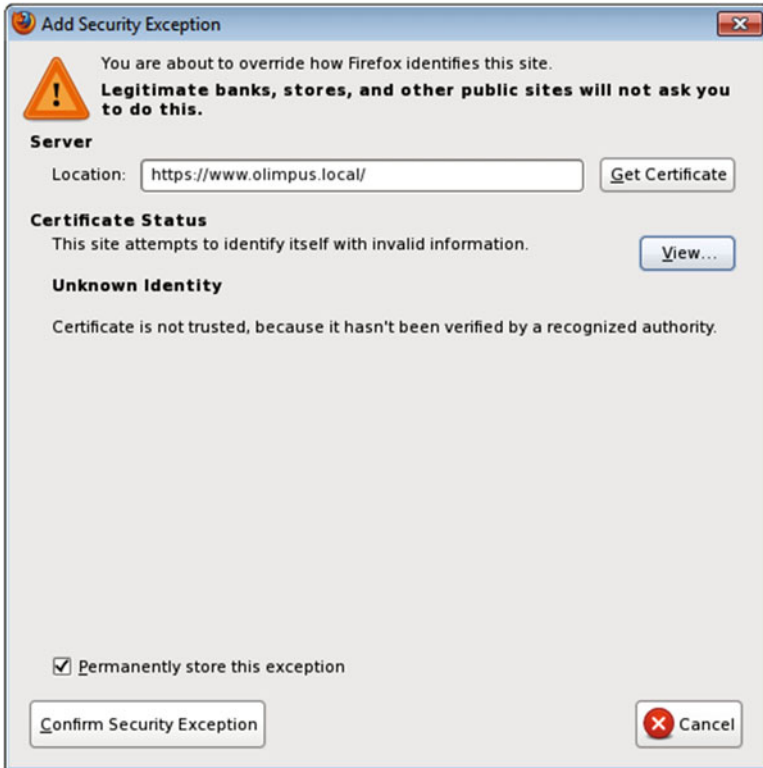 Add Security Exception
You are about to override how Firefox identifies this site.
Legitimate banks, stores, and other public sites will not ask you
to do this.
Server
Location: https://www.olimpus.local/ Get Certificate
Certificate Status
This site attempts to identify itself with invalid information.
View...
Unknown Identity
Certificate is not trusted, because it hasn't been verified by a recognized authority.
Permanently store this exception
Confirm Security Exception Cancel